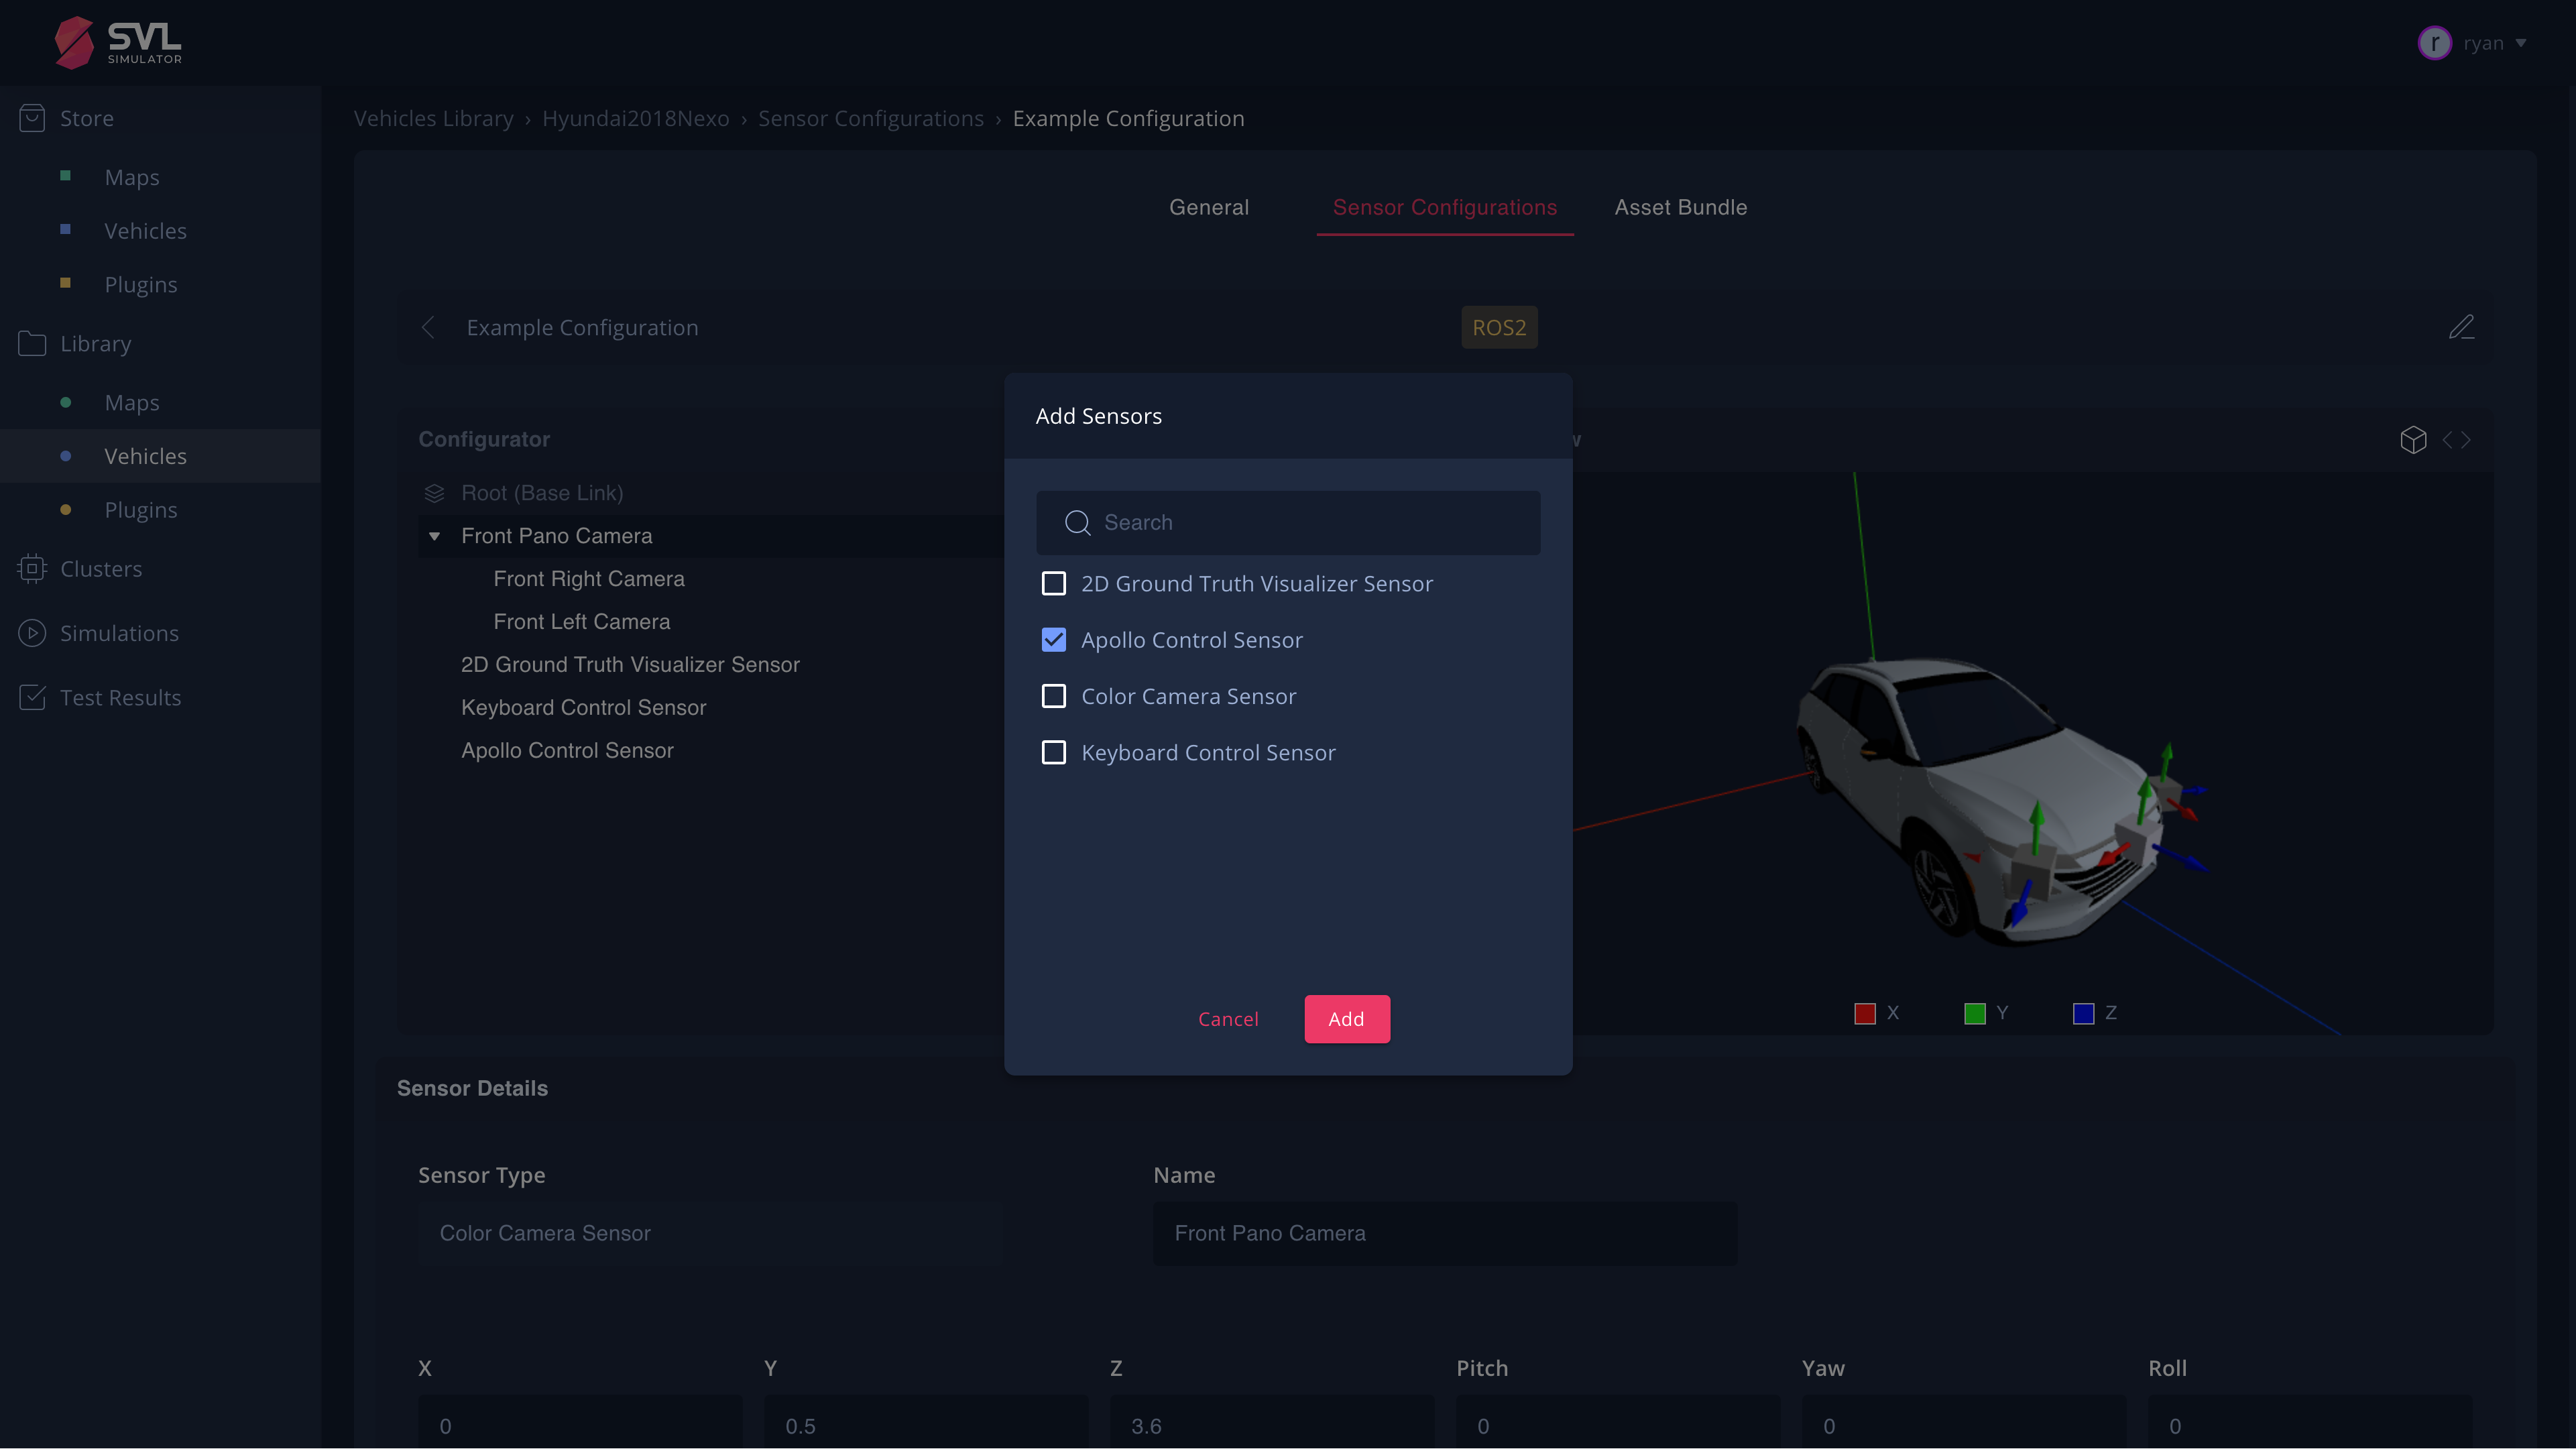 SVL
SIMULATOR
r ryan
Store
Maps
Vehicles
Plugins
Library
Maps
Vehicles
Plugins
Clusters
Simulations
Test Results
Vehicles Library › Hyundai2018Nexo › Sensor Configurations › Example Configuration
General Sensor Configurations Asset Bundle
Example Configuration ROS2
Configurator
Root (Base Link)
Front Pano Camera
Front Right Camera
Front Left Camera
2D Ground Truth Visualizer Sensor
Keyboard Control Sensor
Apollo Control Sensor
Add Sensors
Search
2D Ground Truth Visualizer Sensor
Apollo Control Sensor
Color Camera Sensor
Keyboard Control Sensor
Cancel Add
X Y Z
Sensor Details
Sensor Type Name
Color Camera Sensor Front Pano Camera
X Y Z Pitch Yaw Roll
0 0.5 3.6 0 0 0